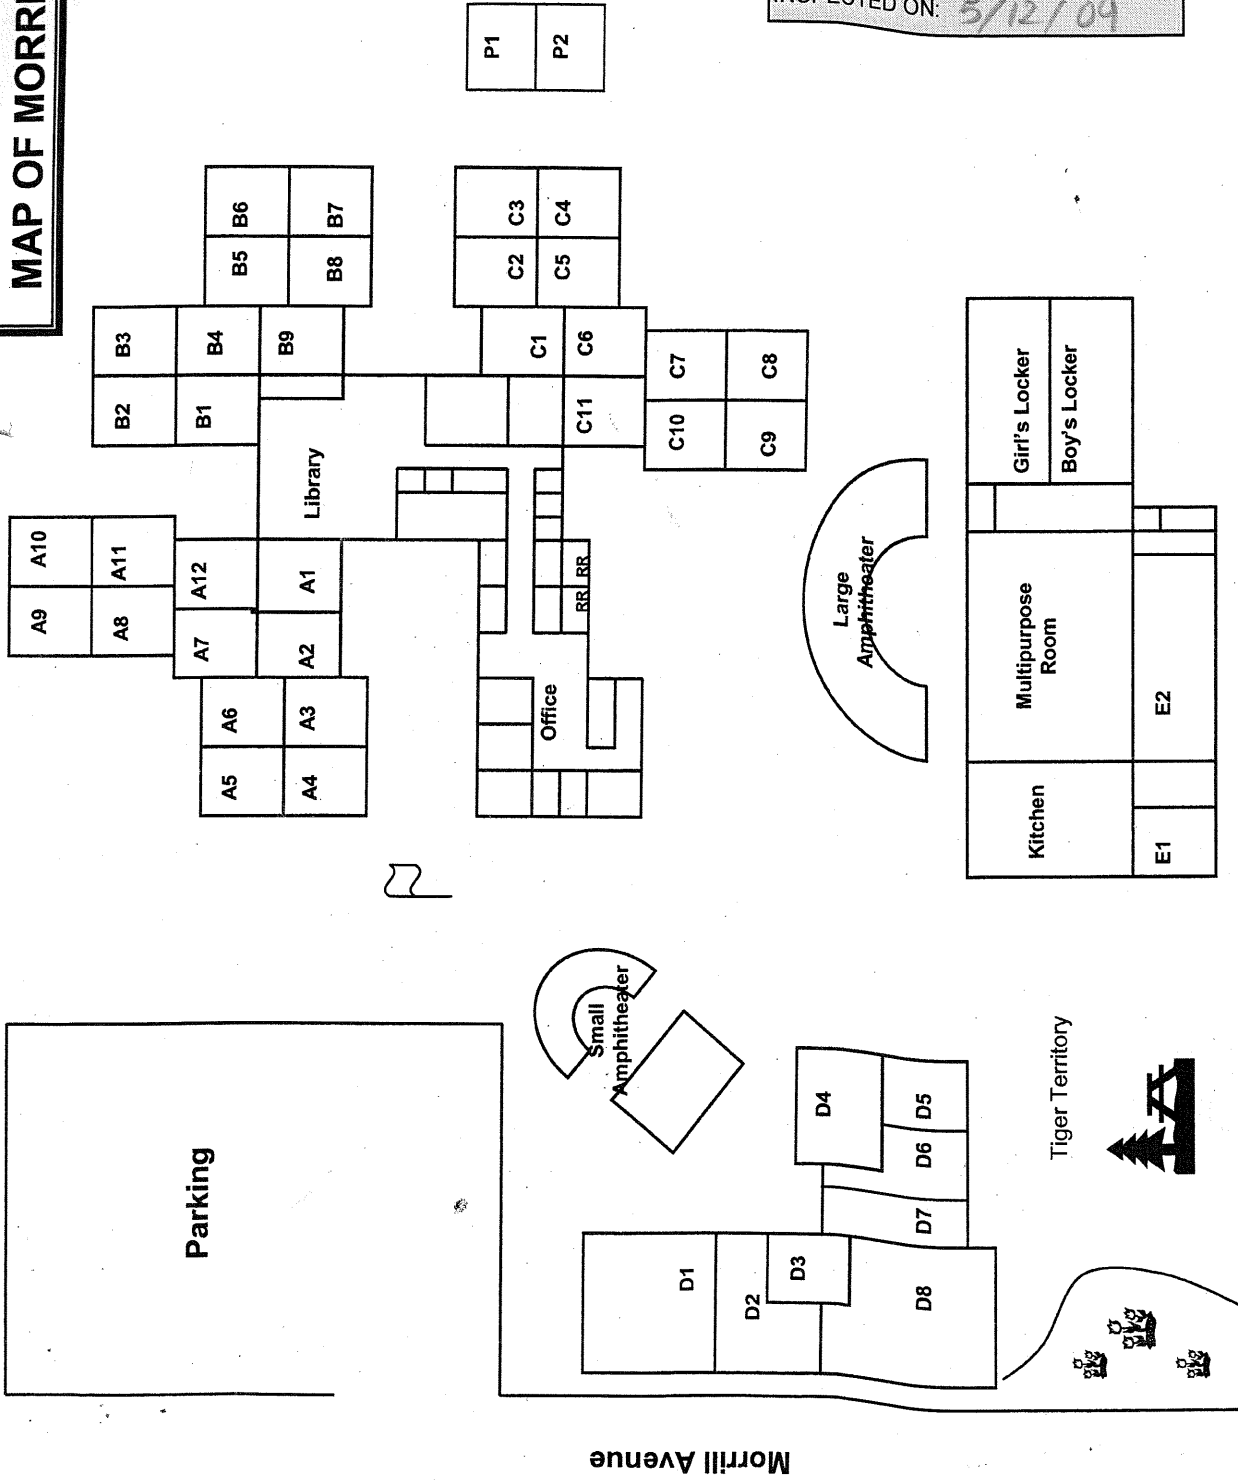 MAP OF MORRI
INSPECTED ON: 5/12/09
P1
P2
B6
B7
B5
B8
B3
B4
B9
B2
B1
Library
C3
C4
C2
C5
C1
C6
C7
C8
C11
C10
C9
A10
A11
A9
A8
A12
A1
A7
A2
A6
A3
A5
A4
RR
RR
Office
Large
Amphitheater
Girl's Locker
Boy's Locker
Multipurpose
Room
Kitchen
E2
E1
Small
Amphitheater
Parking
D4
D5
D6
D7
D1
D2
D3
D8
Tiger Territory
Morrill Avenue